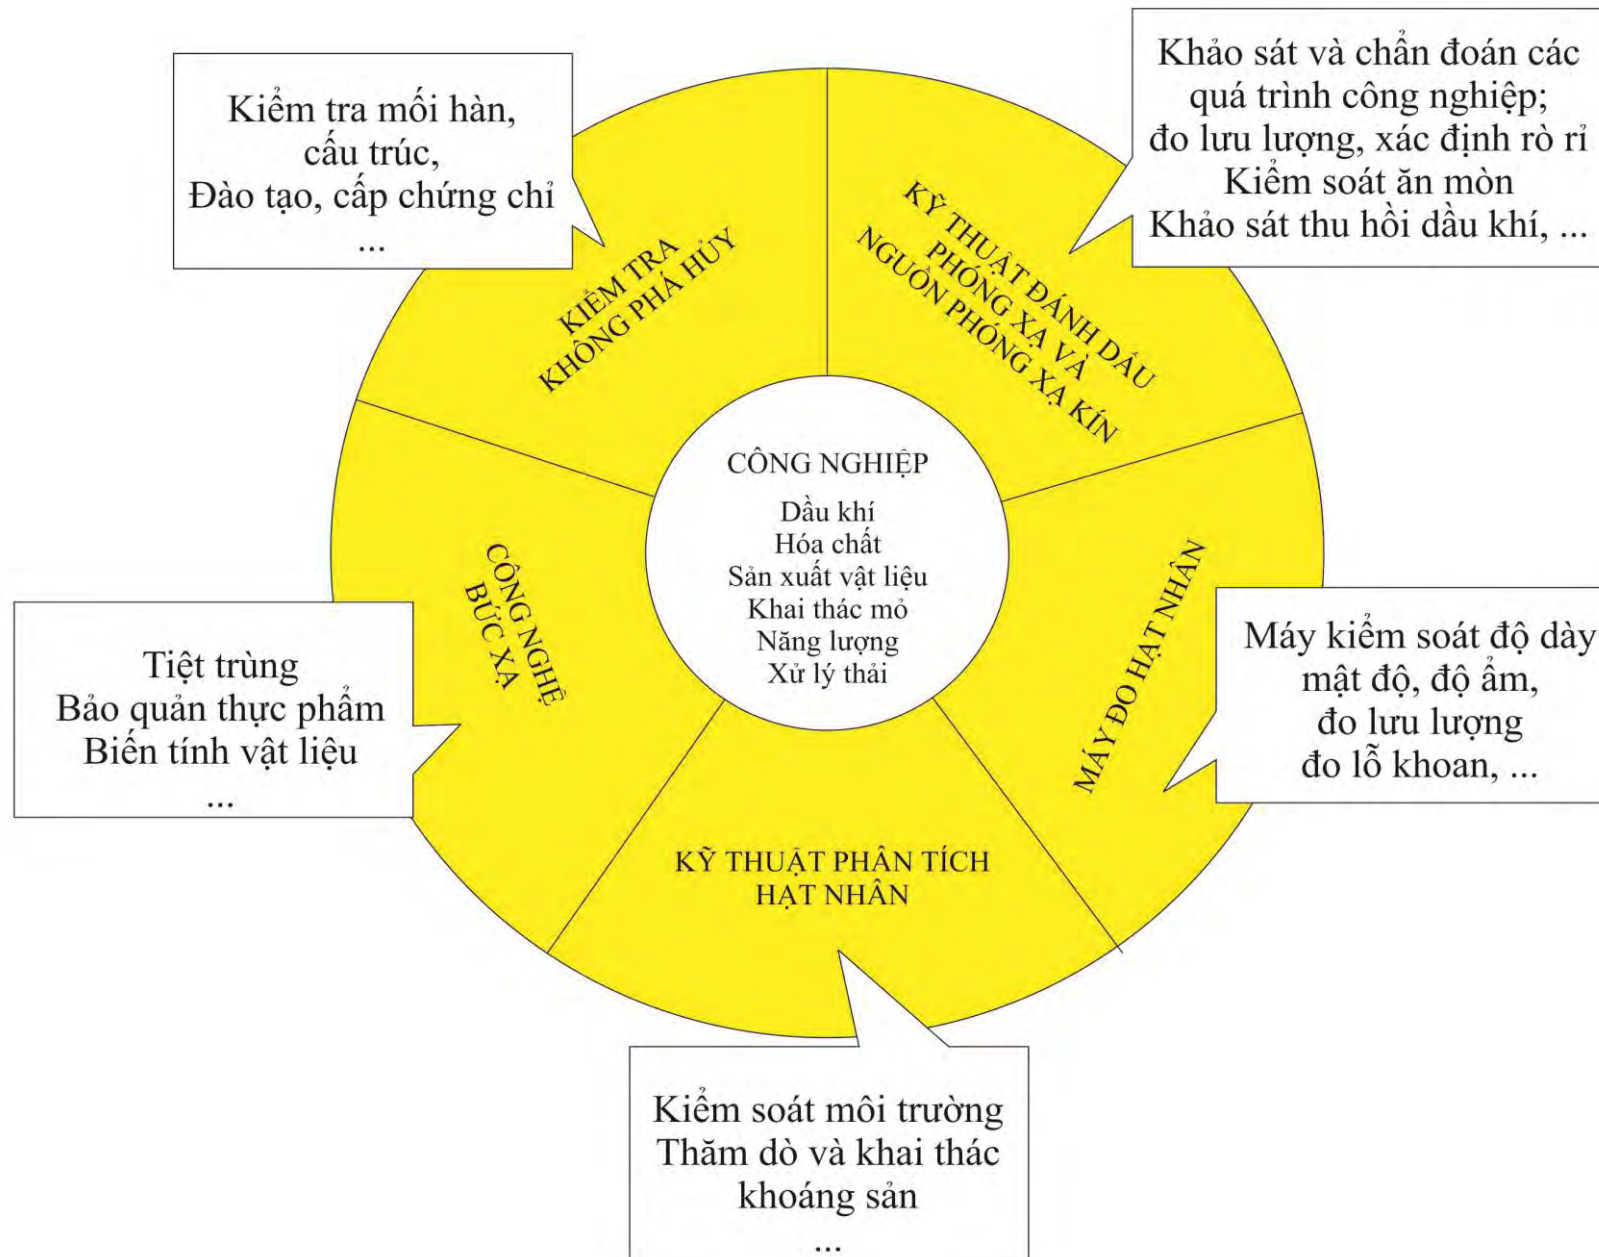 Kiểm tra mối hàn,
cấu trúc,
Đào tạo, cấp chứng chỉ
...
Khảo sát và chẩn đoán các
quá trình công nghiệp;
đo lưu lượng, xác định rò rỉ
Kiểm soát ăn mòn
Khảo sát thu hồi dầu khí, ...
KIỂM TRA
KHÔNG PHÁ HỦY
KỸ THUẬT ĐÁNH DẤU
PHÓNG XẠ VÀ
NGUỒN PHÓNG XẠ KÍN
CÔNG NGHIỆP
Dầu khí
Hóa chất
Sản xuất vật liệu
Khai thác mỏ
Năng lượng
Xử lý thải
CÔNG NGHỆ
BỨC XẠ
MÁY ĐO HẠT NHÂN
Tiệt trùng
Bảo quản thực phẩm
Biến tính vật liệu
...
Máy kiểm soát độ dày
mật độ, độ ẩm,
đo lưu lượng
đo lỗ khoan, ...
KỸ THUẬT PHÂN TÍCH
HẠT NHÂN
Kiểm soát môi trường
Thăm dò và khai thác
khoáng sản
...